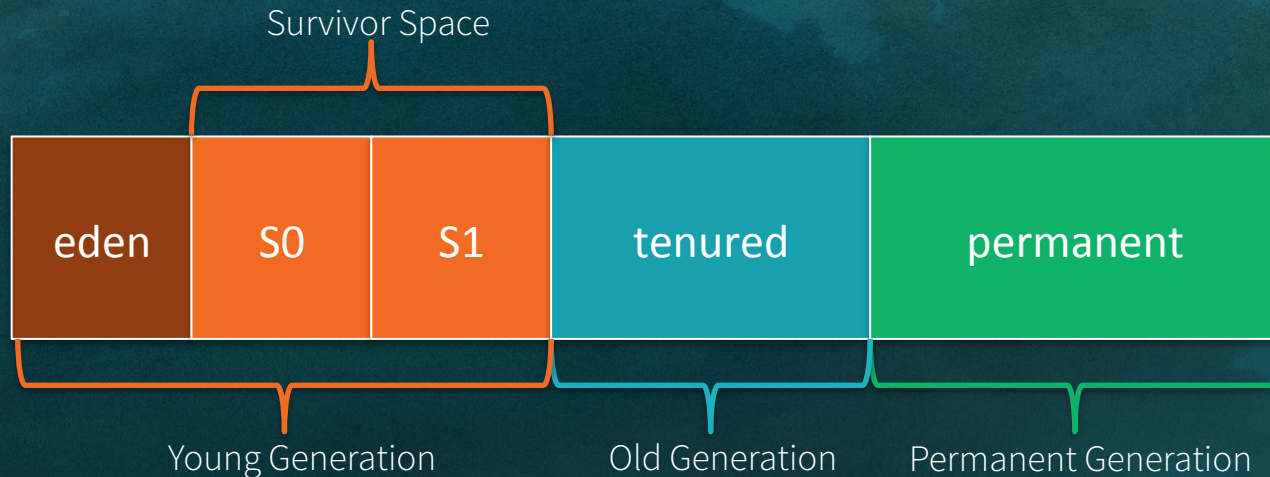 Survivor Space
eden S0 S1 tenured permanent
Young Generation Old Generation Permanent Generation